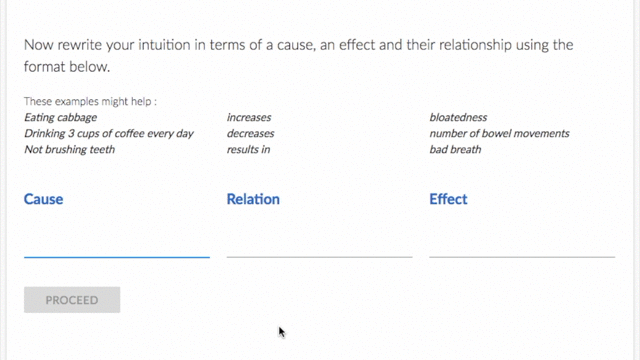 Now rewrite your intuition in terms of a cause, an effect and their relationship using the
format below.
These examples might help :
Eating cabbage increases bloatedness
Drinking 3 cups of coffee every day decreases number of bowel movements
Not brushing teeth results in bad breath
Cause Relation Effect
PROCEED